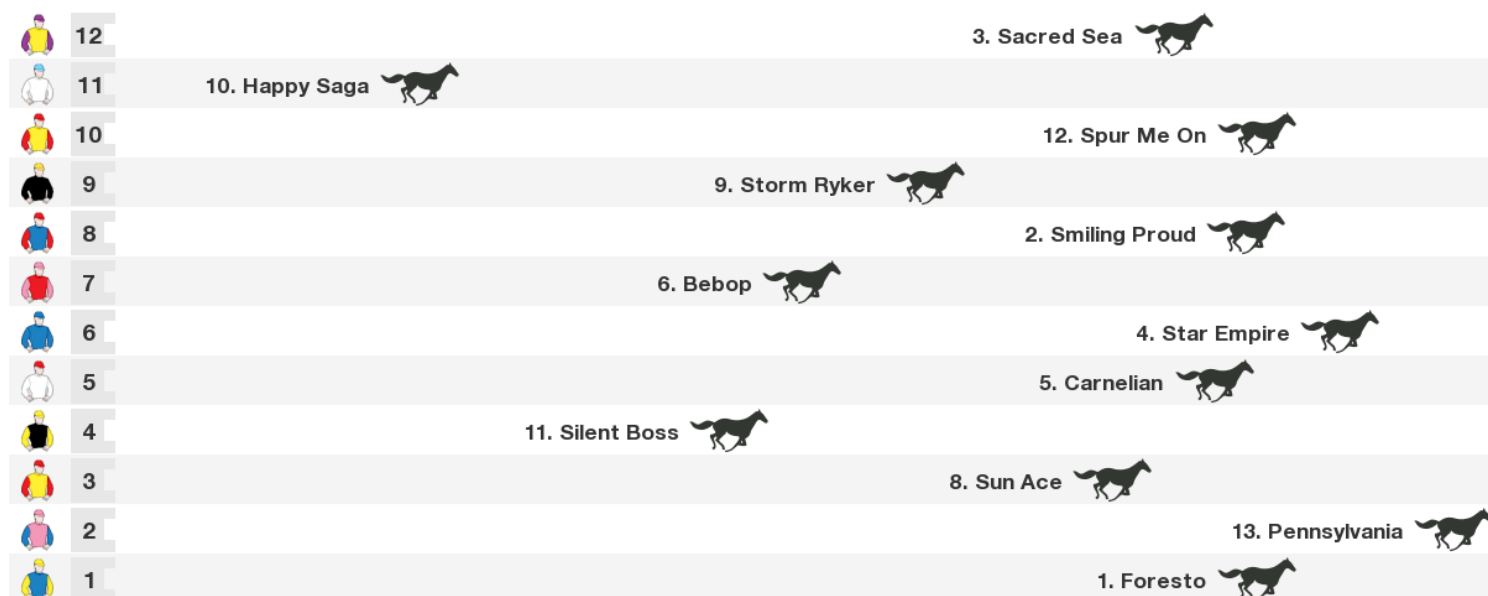 12 3. Sacred Sea
11 10. Happy Saga
10 12. Spur Me On
9 9. Storm Ryker
8 2. Smiling Proud
7 6. Bebop
6 4. Star Empire
5 5. Carnelian
4 11. Silent Boss
3 8. Sun Ace
2 13. Pennsylvania
1 1. Foresto